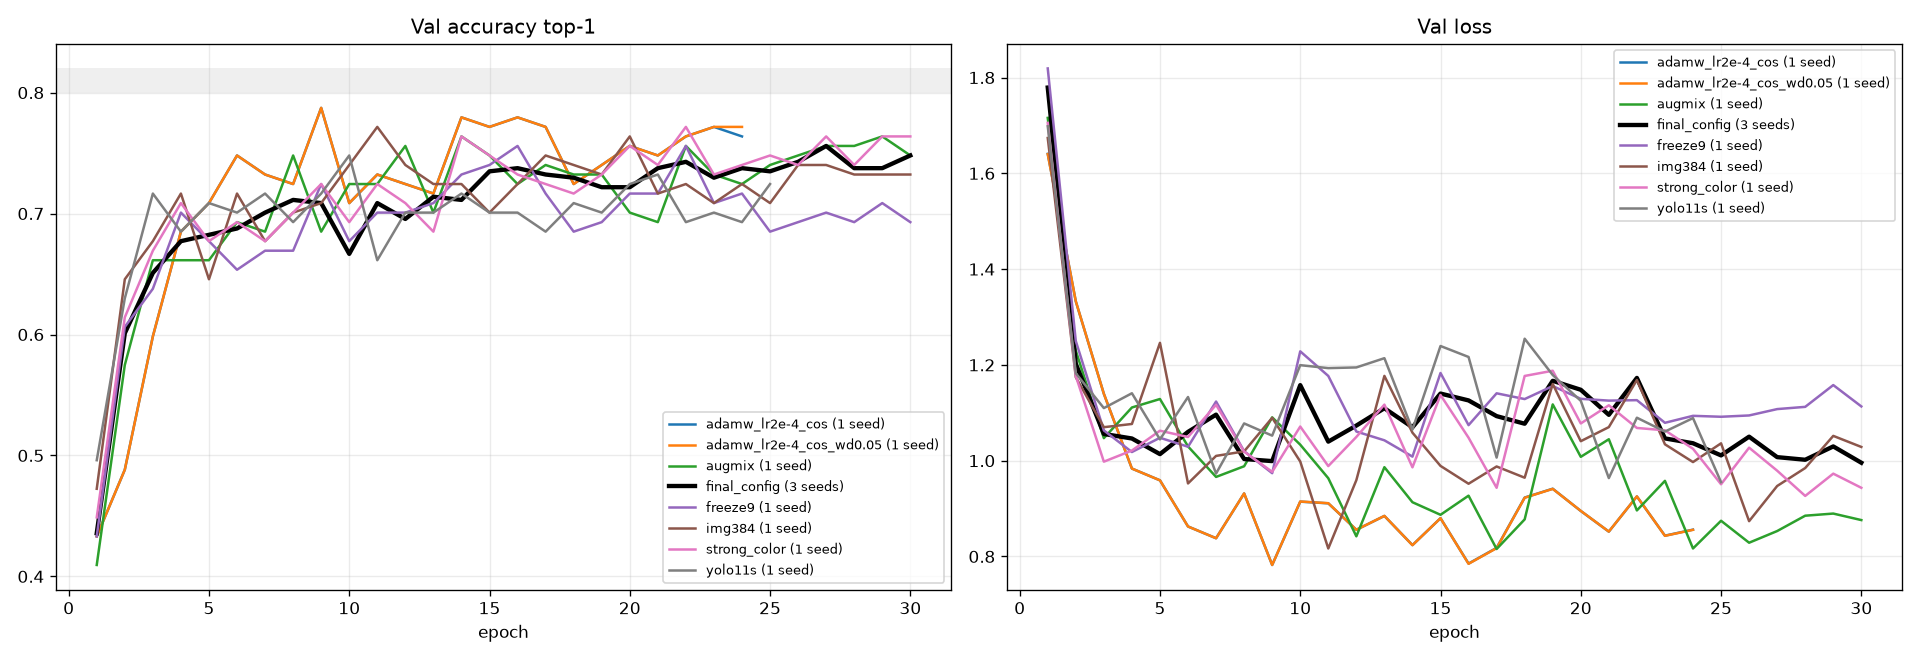 Val accuracy top-1
0.8
0.7
0.6
0.5
0.4
adamw_lr2e-4_cos (1 seed)
adamw_lr2e-4_cos_wd0.05 (1 seed)
augmix (1 seed)
final_config (3 seeds)
freeze9 (1 seed)
img384 (1 seed)
strong_color (1 seed)
yolo11s (1 seed)
0 5 10 15 20 25 30
epoch
Val loss
1.8
1.6
1.4
1.2
1.0
0.8
adamw_lr2e-4_cos (1 seed)
adamw_lr2e-4_cos_wd0.05 (1 seed)
augmix (1 seed)
final_config (3 seeds)
freeze9 (1 seed)
img384 (1 seed)
strong_color (1 seed)
yolo11s (1 seed)
0 5 10 15 20 25 30
epoch